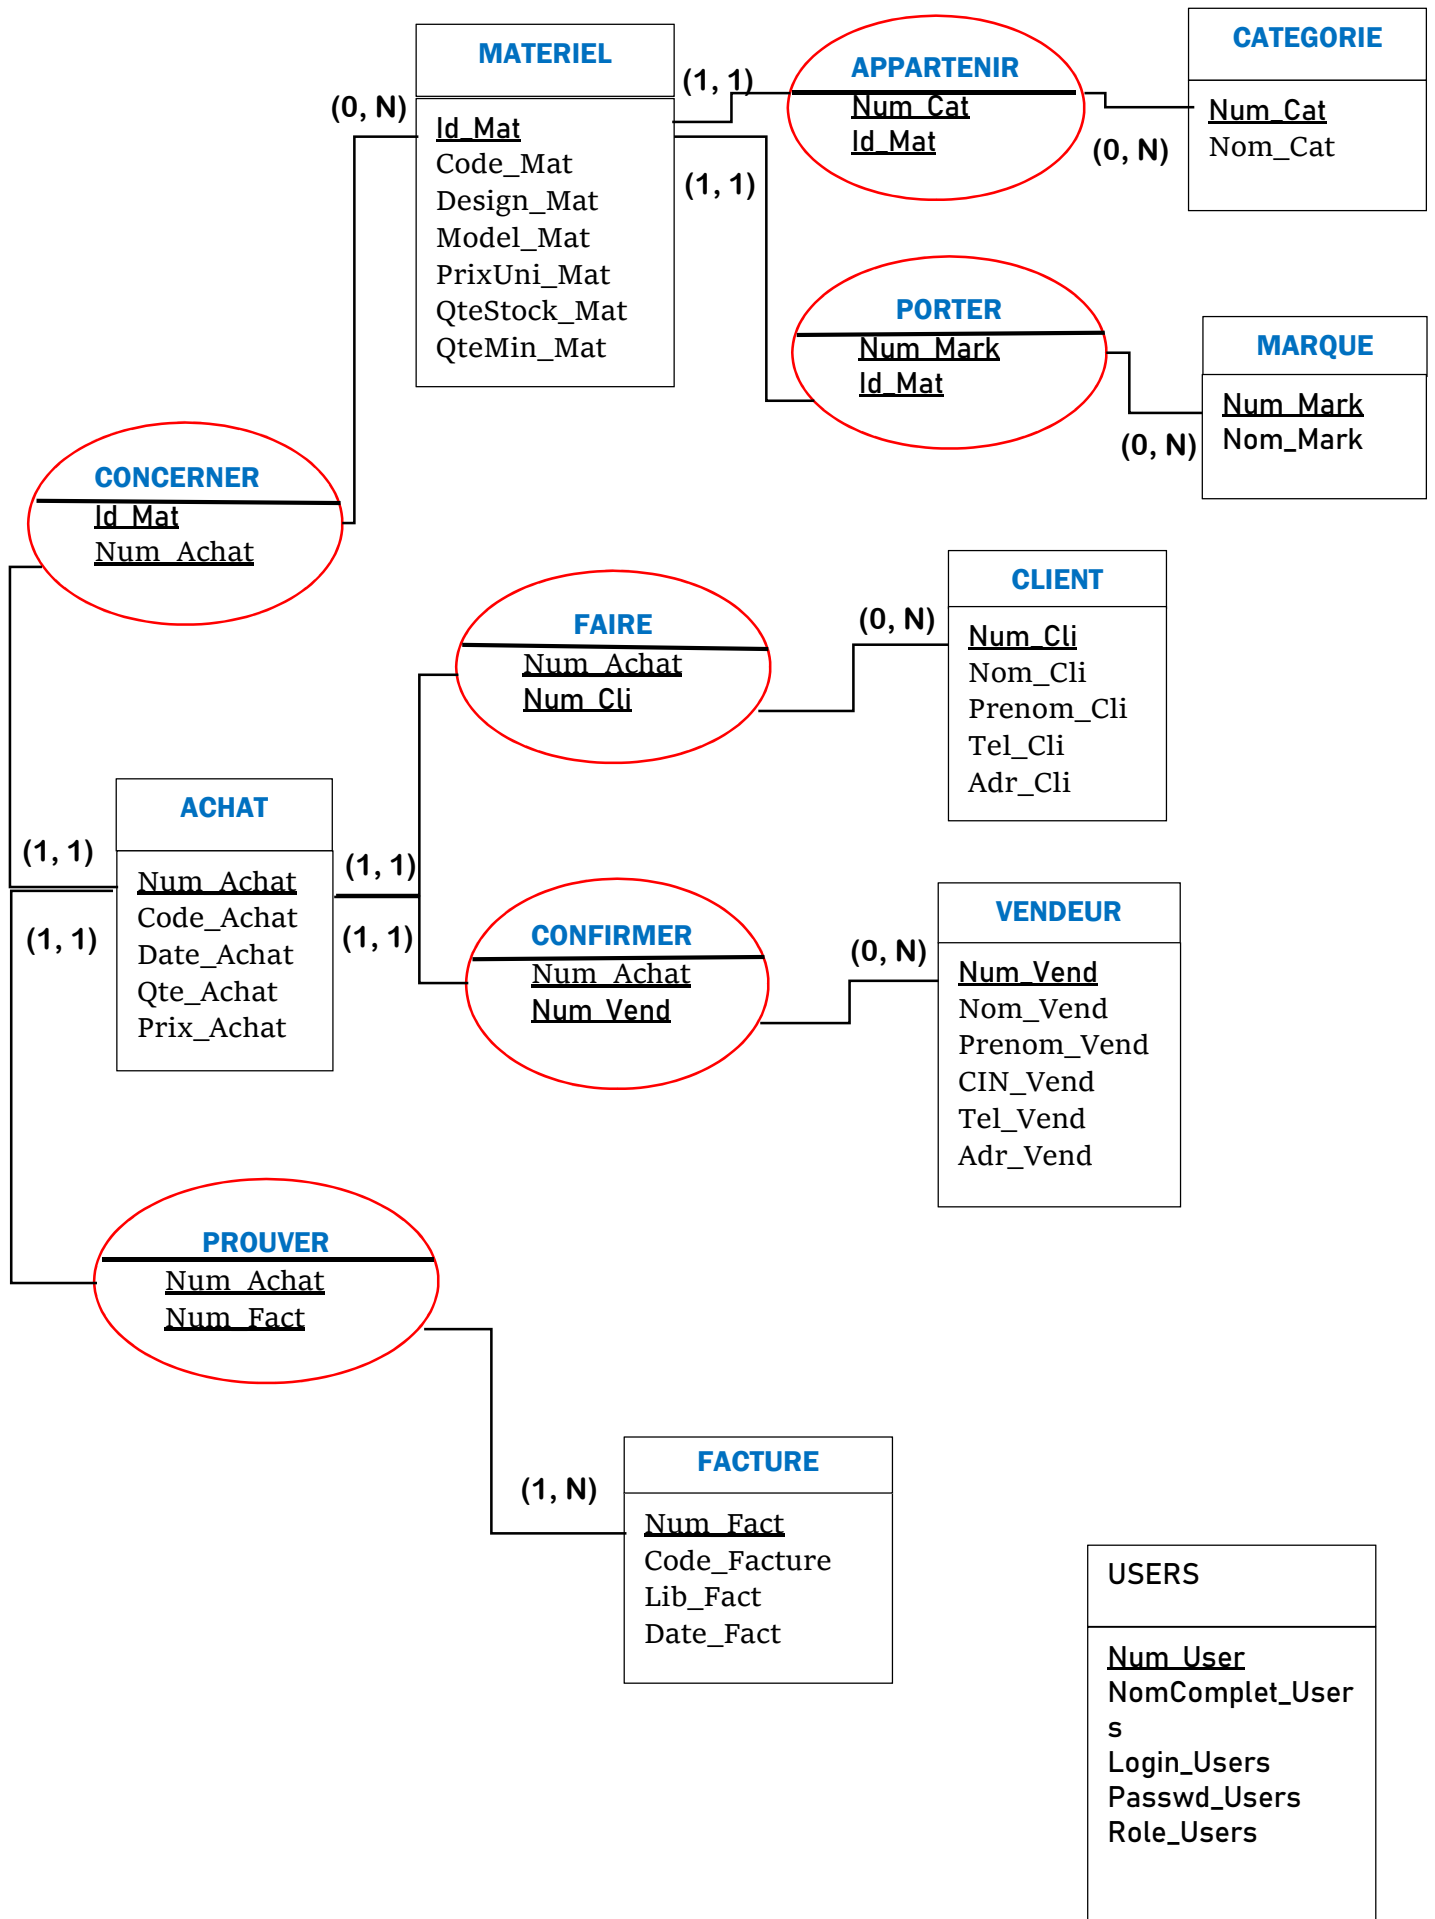 MATERIEL
(0, N)
Id_Mat
Code_Mat
Design_Mat
Model_Mat
PrixUni_Mat
QteStock_Mat
QteMin_Mat
(1, 1)
(1, 1)
APPARTENIR
Num_Cat
Id_Mat
(0, N)
CATEGORIE
Num_Cat
Nom_Cat
PORTER
Num_Mark
Id_Mat
(0, N)
MARQUE
Num_Mark
Nom_Mark
CONCERNER
Id_Mat
Num_Achat
FAIRE
Num_Achat
Num_Cli
(0, N)
CLIENT
Num_Cli
Nom_Cli
Prenom_Cli
Tel_Cli
Adr_Cli
ACHAT
(1, 1)
(1, 1)
Num_Achat
Code_Achat
Date_Achat
Qte_Achat
Prix_Achat
(1, 1)
(1, 1)
CONFIRMER
Num_Achat
Num_Vend
(0, N)
VENDEUR
Num_Vend
Nom_Vend
Prenom_Vend
CIN_Vend
Tel_Vend
Adr_Vend
PROUVER
Num_Achat
Num_Fact
(1, N)
FACTURE
Num_Fact
Code_Facture
Lib_Fact
Date_Fact
USERS
Num_User
NomComplet_User
s
Login_Users
Passwd_Users
Role_Users